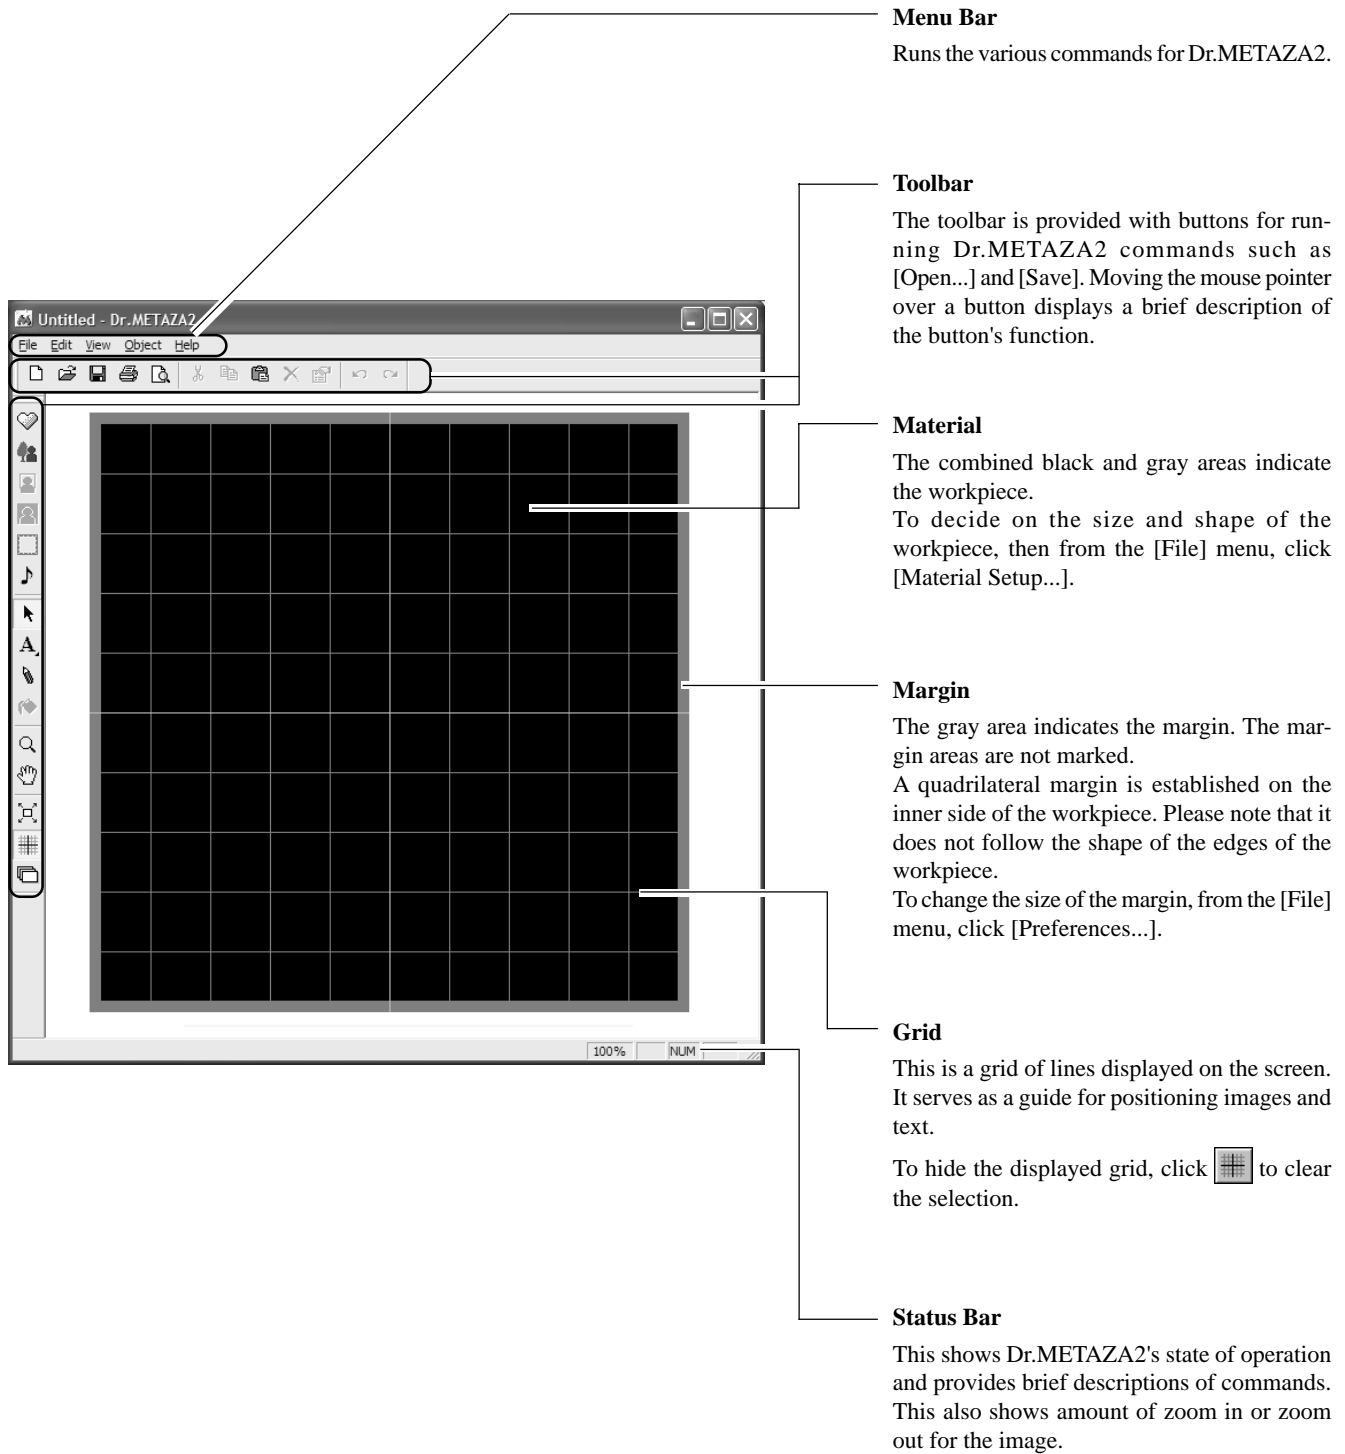 Menu Bar
Runs the various commands for Dr.METAZA2.
Toolbar
The toolbar is provided with buttons for run-
ning Dr.METAZA2 commands such as
[Open...] and [Save]. Moving the mouse pointer
over a button displays a brief description of
the button's function.
Untitled - Dr.METAZA2
File Edit View Object Help
Material
The combined black and gray areas indicate
the workpiece.
To decide on the size and shape of the
workpiece, then from the [File] menu, click
[Material Setup...].
A
Margin
The gray area indicates the margin. The mar-
gin areas are not marked.
A quadrilateral margin is established on the
inner side of the workpiece. Please note that it
does not follow the shape of the edges of the
workpiece.
To change the size of the margin, from the [File]
menu, click [Preferences...].
100% NUM
Grid
This is a grid of lines displayed on the screen.
It serves as a guide for positioning images and
text.
To hide the displayed grid, click to clear
the selection.
Status Bar
This shows Dr.METAZA2's state of operation
and provides brief descriptions of commands.
This also shows amount of zoom in or zoom
out for the image.